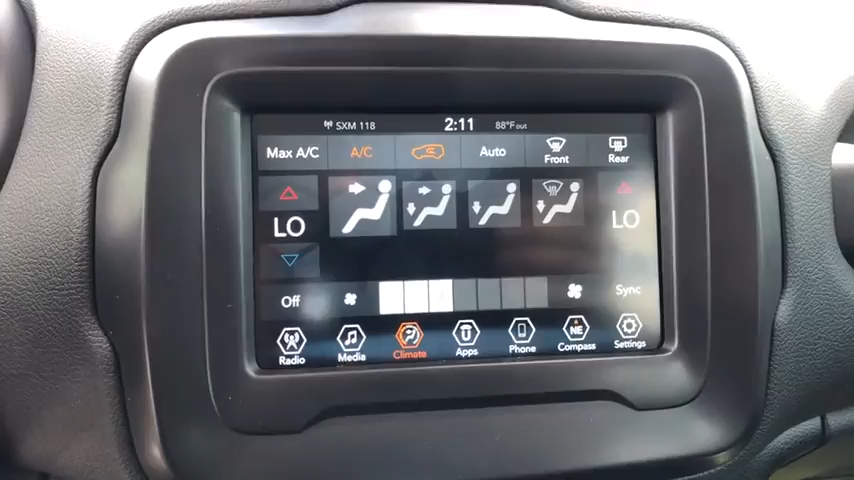 SXM 118 2:11 88°F out
Max A/C A/C Auto Front Rear
LO LO
Off Sync
Radio Media Climate Apps Phone NE Compass Settings